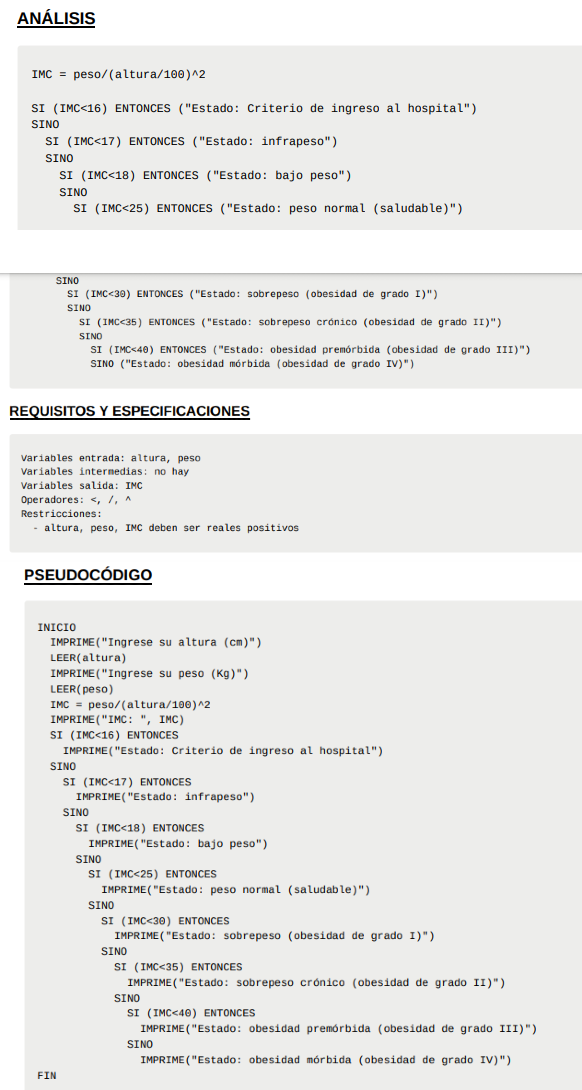 ANÁLISIS
IMC = peso/(altura/100)^2
SI (IMC<16) ENTONCES ("Estado: Criterio de ingreso al hospital")
SINO
SI (IMC<17) ENTONCES ("Estado: infrapeso")
SINO
SI (IMC<18) ENTONCES ("Estado: bajo peso")
SINO
SI (IMC<25) ENTONCES ("Estado: peso normal (saludable)")
SINO
SI (IMC<30) ENTONCES ("Estado: sobrepeso (obesidad de grado I)")
SINO
SI (IMC<35) ENTONCES ("Estado: sobrepeso crónico (obesidad de grado II)")
SINO
SI (IMC<40) ENTONCES ("Estado: obesidad premórbida (obesidad de grado III)")
SINO ("Estado: obesidad mórbida (obesidad de grado IV)")
REQUISITOS Y ESPECIFICACIONES
Variables entrada: altura, peso
Variables intermedias: no hay
Variables salida: IMC
Operadores: <, /, ^
Restricciones:
- altura, peso, IMC deben ser reales positivos
PSEUDOCÓDIGO
INICIO
IMPRIME("Ingrese su altura (cm)")
LEER(altura)
IMPRIME("Ingrese su peso (Kg)")
LEER(peso)
IMC = peso/(altura/100)^2
IMPRIME("IMC: ", IMC)
SI (IMC<16) ENTONCES
IMPRIME("Estado: Criterio de ingreso al hospital")
SINO
SI (IMC<17) ENTONCES
IMPRIME("Estado: infrapeso")
SINO
SI (IMC<18) ENTONCES
IMPRIME("Estado: bajo peso")
SINO
SI (IMC<25) ENTONCES
IMPRIME("Estado: peso normal (saludable)")
SINO
SI (IMC<30) ENTONCES
IMPRIME("Estado: sobrepeso (obesidad de grado I)")
SINO
SI (IMC<35) ENTONCES
IMPRIME("Estado: sobrepeso crónico (obesidad de grado II)")
SINO
SI (IMC<40) ENTONCES
IMPRIME("Estado: obesidad premórbida (obesidad de grado III)")
SINO
IMPRIME("Estado: obesidad mórbida (obesidad de grado IV)")
FIN